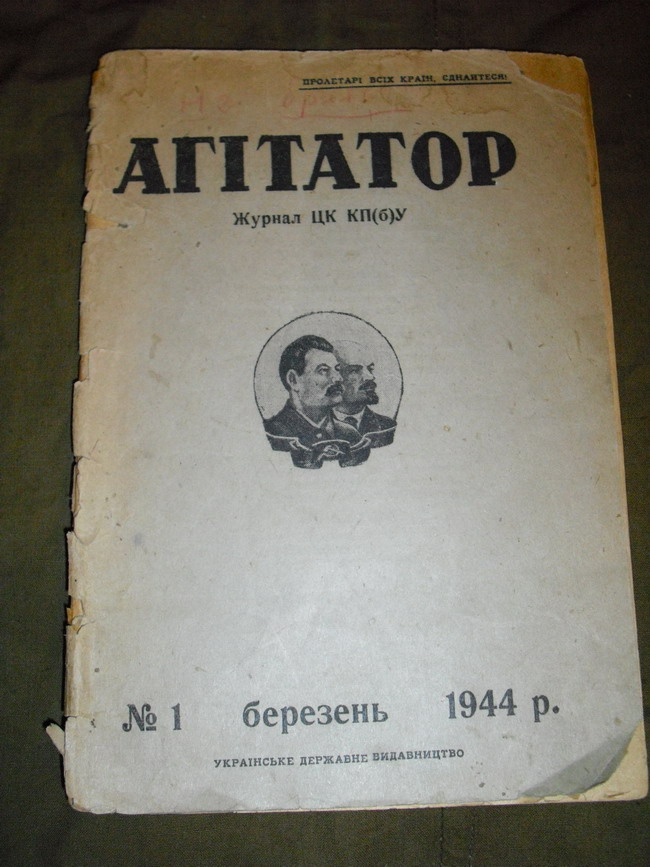 ПРОЛЕТАРІ ВСІХ КРАЇН, ЄДНАЙТЕСЯ!
АГІТАТОР
Журнал ЦК КП(б)У
№ 1 березень 1944 р.
УКРАЇНСЬКЕ ДЕРЖАВНЕ ВИДАВНИЦТВО